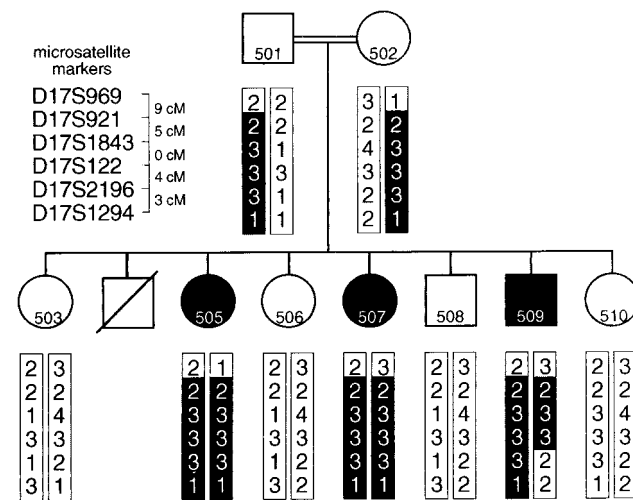 501
502
microsatellite
markers
D17S969
D17S921
D17S1843
D17S122
D17S2196
D17S1294
9 cM
5 cM
0 cM
4 cM
3 cM
2 2 3 1
2 2 2 2
3 1 4 3
3 3 3 3
3 1 2 3
1 1 2 1
503 505 506 507 508 509 510
2 3 2 1 2 3 2 3 2 3 2 3 2 3
2 2 2 2 2 2 2 2 2 2 2 2 2 2
1 4 3 3 1 4 3 3 1 4 3 3 3 4
3 3 3 3 3 3 3 3 3 3 3 3 3 3
1 2 3 3 1 2 3 3 1 2 3 2 3 2
3 1 1 1 3 2 1 1 3 2 1 2 1 2